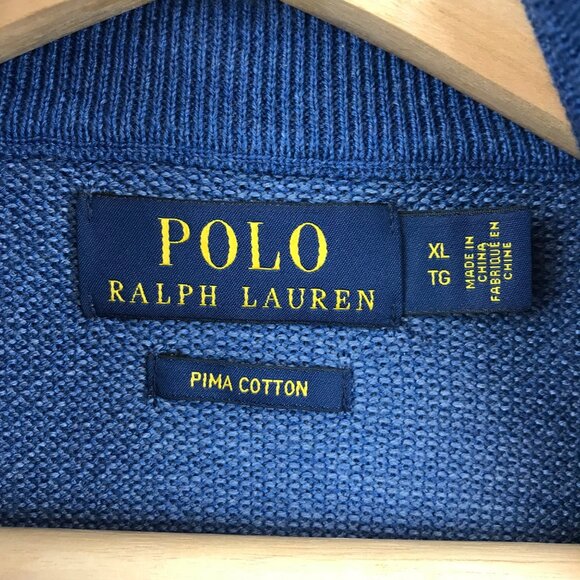 POLO
RALPH LAUREN
XL
TG
MADE IN
CHINA
FABRIQUÉ EN
CHINE
PIMA COTTON